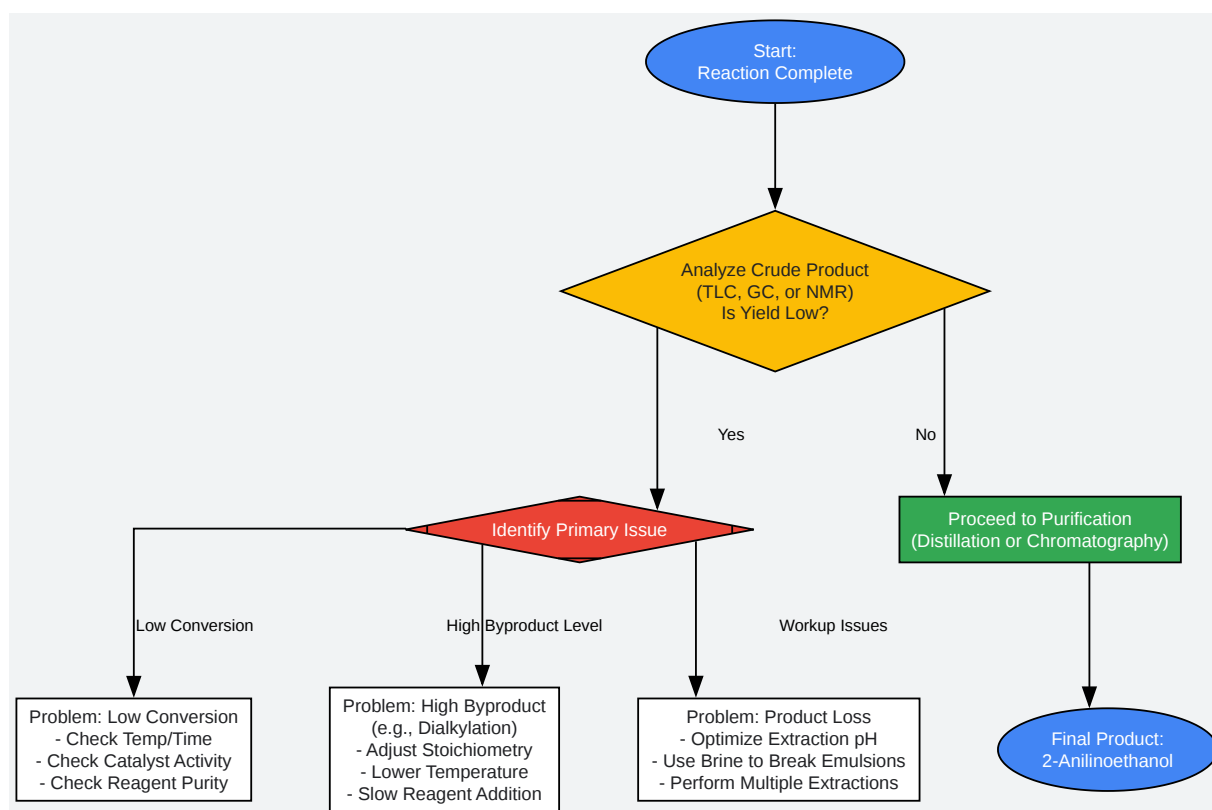 Start:
Reaction Complete
Analyze Crude Product
(TLC, GC, or NMR)
Is Yield Low?
Yes
No
Identify Primary Issue
Proceed to Purification
(Distillation or Chromatography)
Low Conversion
High Byproduct Level
Workup Issues
Problem: Low Conversion
- Check Temp/Time
- Check Catalyst Activity
- Check Reagent Purity
Problem: High Byproduct
(e.g., Dialkylation)
- Adjust Stoichiometry
- Lower Temperature
- Slow Reagent Addition
Problem: Product Loss
- Optimize Extraction pH
- Use Brine to Break Emulsions
- Perform Multiple Extractions
Final Product:
2-Anilinoethanol